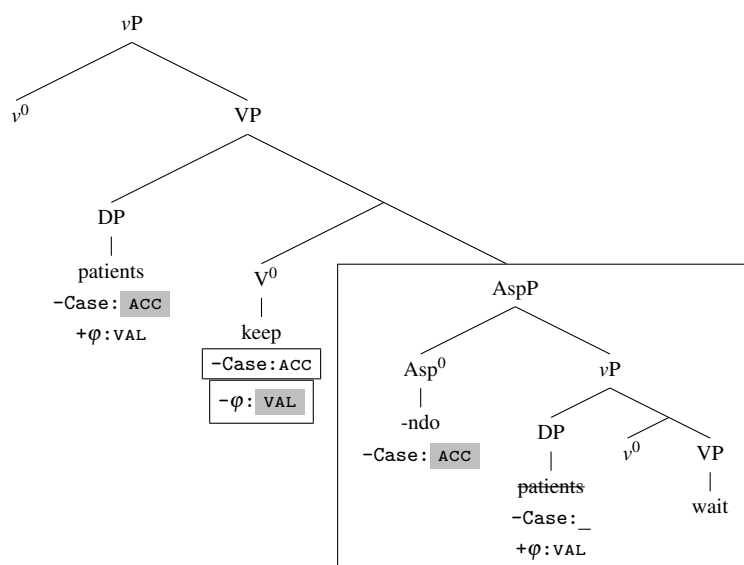 vP
v⁰ VP
DP
patients
-Case: ACC
+φ:VAL
V⁰
keep
-Case:ACC
-φ: VAL
AspP
Asp⁰ vP
-ndo
-Case: ACC
DP v⁰ VP
patients wait
-Case:_
+φ:VAL